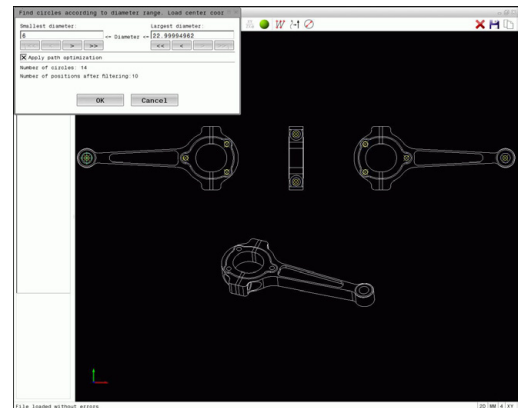 Find circles according to diameter range. Load center coor
Smallest diameter: Largest diameter:
6 <= Diameter <= 22.99994962
> >> << <
Apply path optimization
Number of circles: 14
Number of positions after filtering: 10
OK Cancel
File loaded without errors
2D MM 4 XY